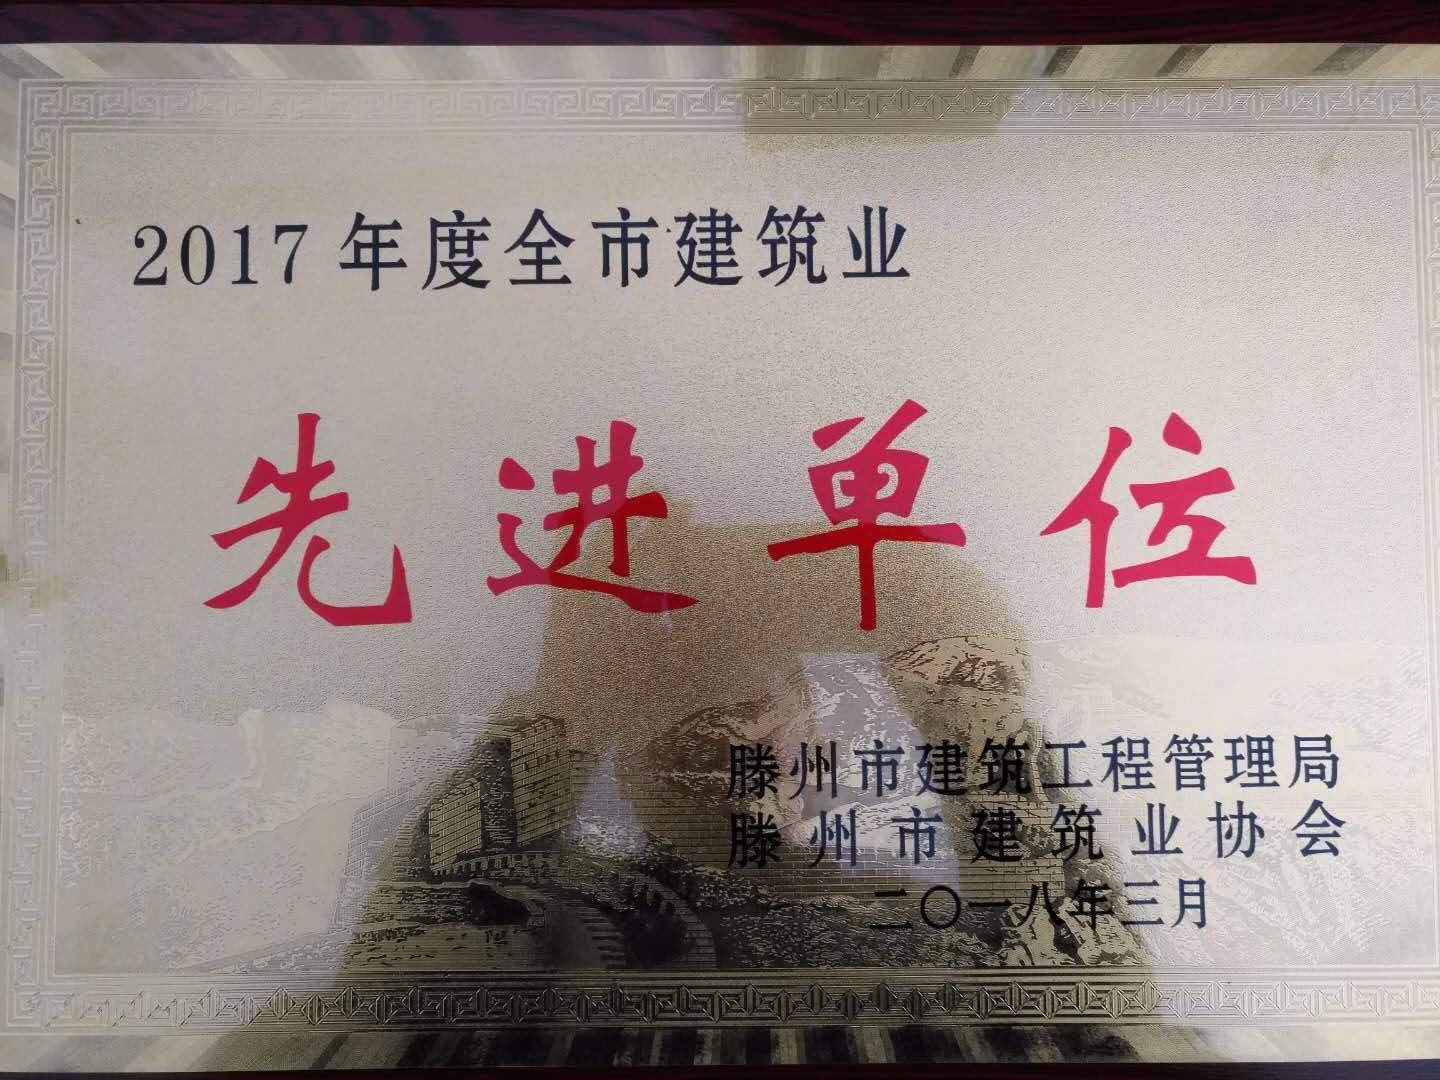 2017年度全市建筑业
先进单位
滕州市建筑工程管理局
滕州市建筑业协会
二〇一八年三月